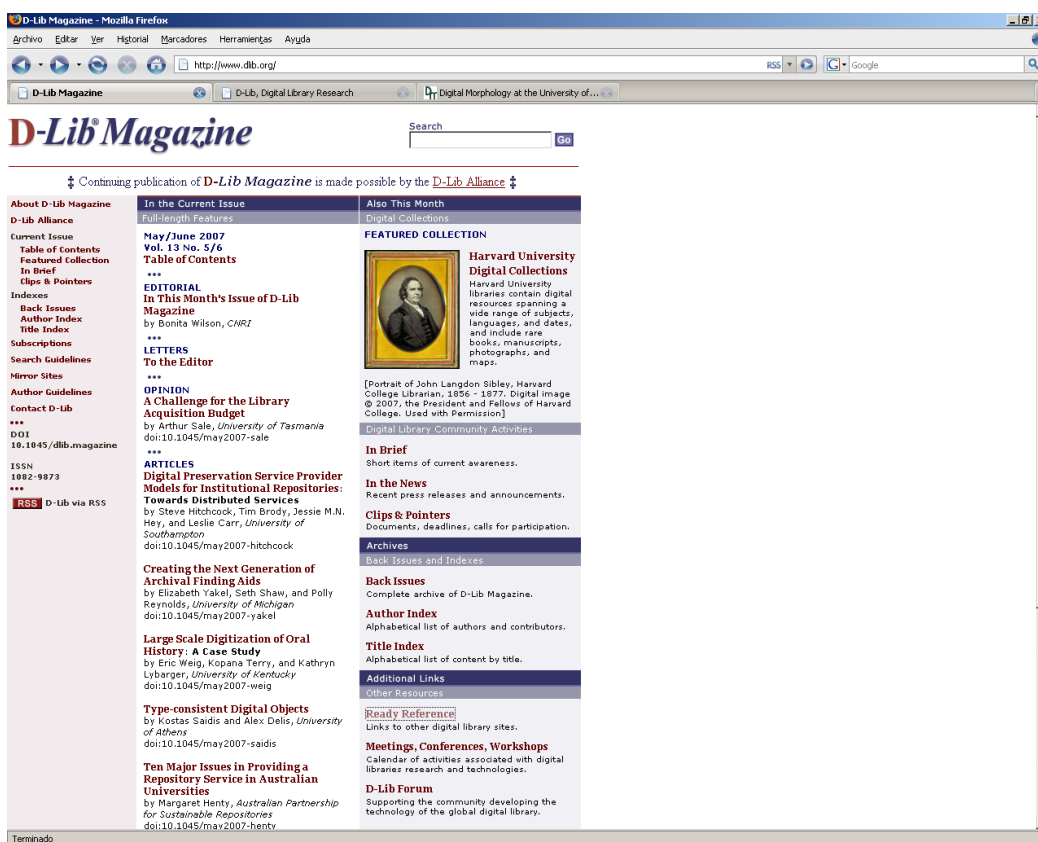 D-Lib Magazine - Mozilla Firefox
Archivo Editar Ver Historial Marcadores Herramientas Ayuda
http://www.dlib.org/
RSS
Google
D-Lib Magazine
D-Lib, Digital Library Research
Digital Morphology at the University of...
D-Lib® Magazine
Search
Go
‡ Continuing publication of D-Lib Magazine is made possible by the D-Lib Alliance ‡
About D-Lib Magazine
D-Lib Alliance
Current Issue
Table of Contents
Featured Collection
In Brief
Clips & Pointers
Indexes
Back Issues
Author Index
Title Index
Subscriptions
Search Guidelines
Mirror Sites
Author Guidelines
Contact D-Lib
•••
DOI
10.1045/dlib.magazine
ISSN
1082-9873
•••
RSS D-Lib via RSS
In the Current Issue
Full-length Features
May/June 2007
Vol. 13 No. 5/6
Table of Contents
•••
EDITORIAL
In This Month's Issue of D-Lib
Magazine
by Bonita Wilson, CNRI
•••
LETTERS
To the Editor
•••
OPINION
A Challenge for the Library
Acquisition Budget
by Arthur Sale, University of Tasmania
doi:10.1045/may2007-sale
•••
ARTICLES
Digital Preservation Service Provider
Models for Institutional Repositories:
Towards Distributed Services
by Steve Hitchcock, Tim Brody, Jessie M.N.
Hey, and Leslie Carr, University of
Southampton
doi:10.1045/may2007-hitchcock
Creating the Next Generation of
Archival Finding Aids
by Elizabeth Yakel, Seth Shaw, and Polly
Reynolds, University of Michigan
doi:10.1045/may2007-yakel
Large Scale Digitization of Oral
History: A Case Study
by Eric Weig, Kopana Terry, and Kathryn
Lybarger, University of Kentucky
doi:10.1045/may2007-weig
Type-consistent Digital Objects
by Kostas Saidis and Alex Delis, University
of Athens
doi:10.1045/may2007-saidis
Ten Major Issues in Providing a
Repository Service in Australian
Universities
by Margaret Henty, Australian Partnership
for Sustainable Repositories
doi:10.1045/may2007-henty
Also This Month
Digital Collections
FEATURED COLLECTION
Harvard University
Digital Collections
Harvard University
libraries contain digital
resources spanning a
wide range of subjects,
languages, and dates,
and include rare
books, manuscripts,
photographs, and
maps.
[Portrait of John Langdon Sibley, Harvard
College Librarian, 1856 - 1877. Digital image
© 2007, the President and Fellows of Harvard
College. Used with Permission]
Digital Library Community Activities
In Brief
Short items of current awareness.
In the News
Recent press releases and announcements.
Clips & Pointers
Documents, deadlines, calls for participation.
Archives
Back Issues and Indexes
Back Issues
Complete archive of D-Lib Magazine.
Author Index
Alphabetical list of authors and contributors.
Title Index
Alphabetical list of content by title.
Additional Links
Other Resources
Ready Reference
Links to other digital library sites.
Meetings, Conferences, Workshops
Calendar of activities associated with digital
libraries research and technologies.
D-Lib Forum
Supporting the community developing the
technology of the global digital library.
Terminado